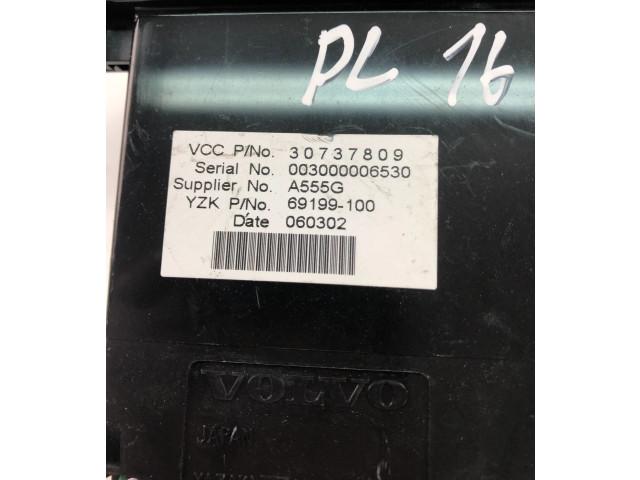 PL 16
VCC P/No. 30737809
Serial No. 003000006530
Supplier No. A555G
YZK P/No. 69199-100
Date 060302
VOLVO
JAPAN